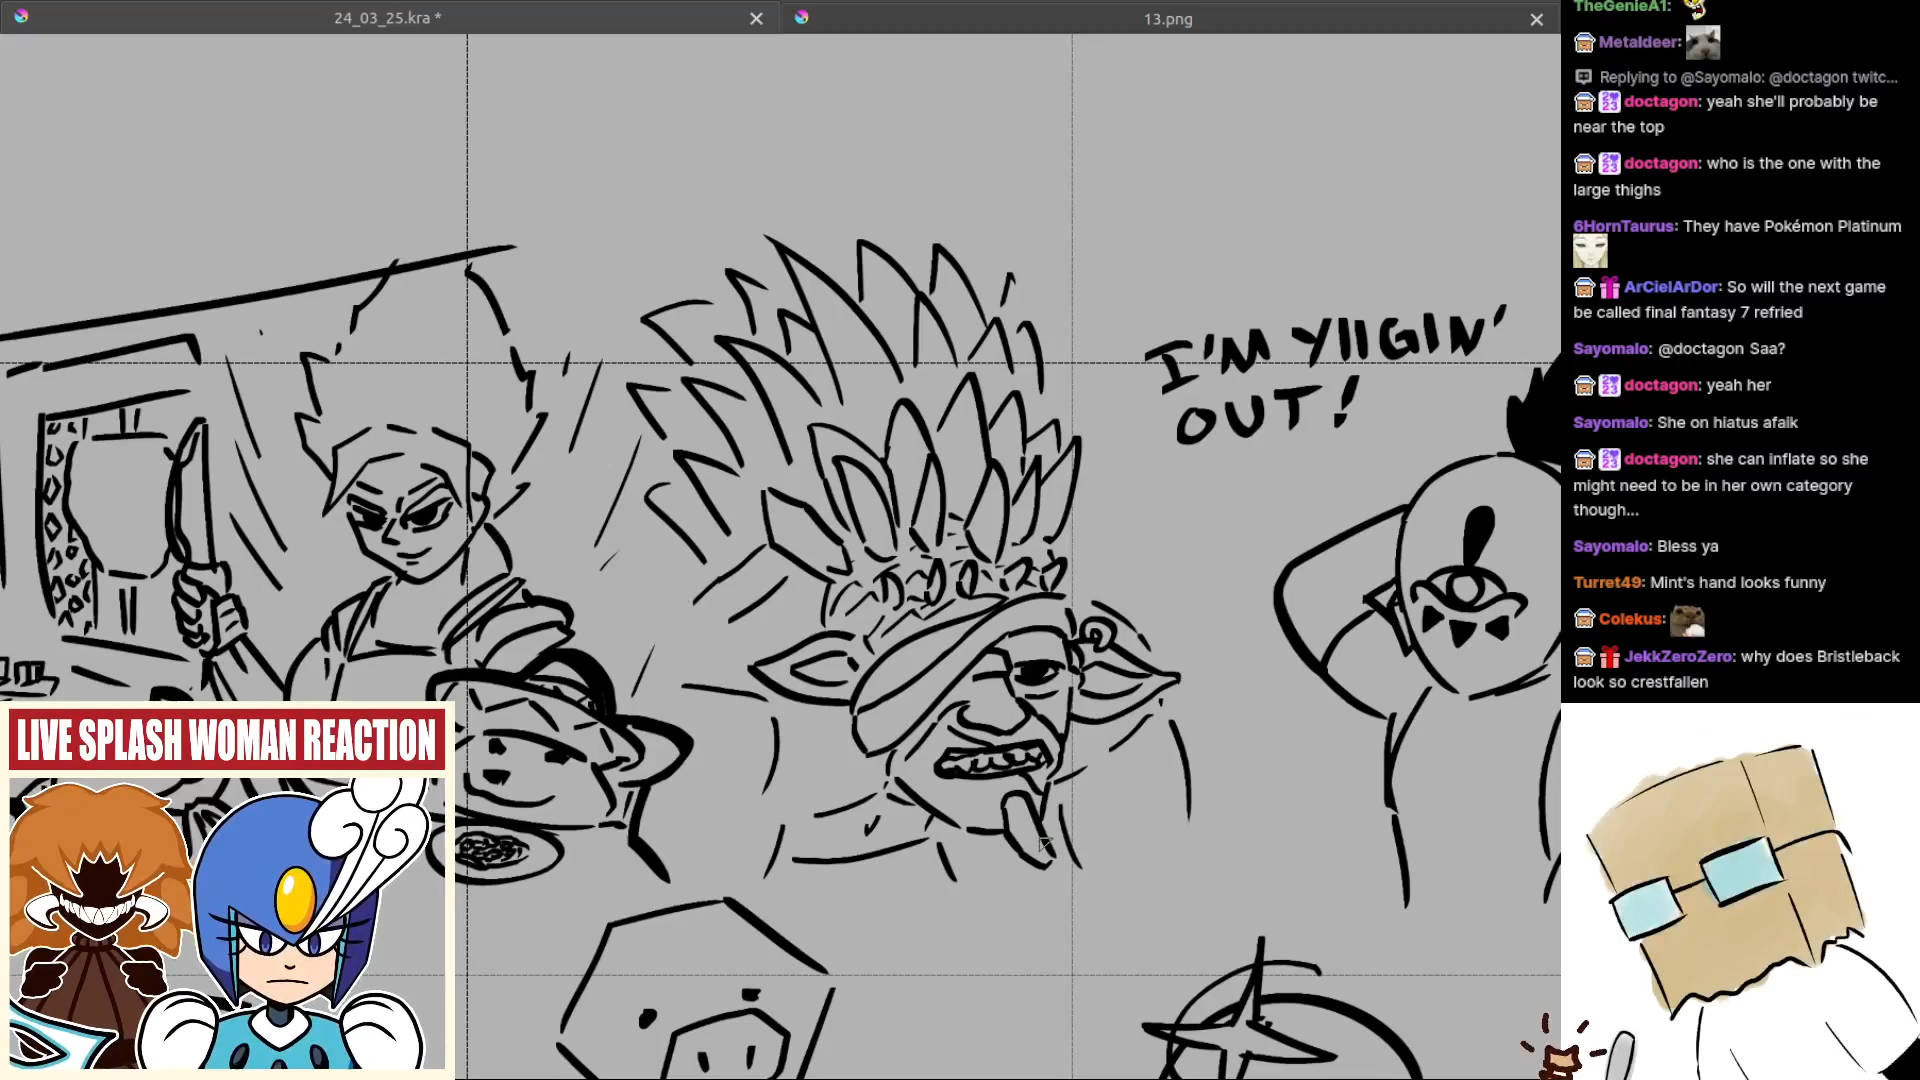 24_03_25.kra *
13.png
I'M YIIGIN'
OUT!
LIVE SPLASH WOMAN REACTION
TheGenieA1:
Metaldeer:
Replying to @Sayomalo: @doctagon twitc...
doctagon: yeah she'll probably be
near the top
doctagon: who is the one with the
large thighs
6HornTaurus: They have Pokémon Platinum
ArCielArDor: So will the next game
be called final fantasy 7 refried
Sayomalo: @doctagon Saa?
doctagon: yeah her
Sayomalo: She on hiatus afaik
doctagon: she can inflate so she
might need to be in her own category
though...
Sayomalo: Bless ya
Turret49: Mint's hand looks funny
Colekus:
JekkZeroZero: why does Bristleback
look so crestfallen